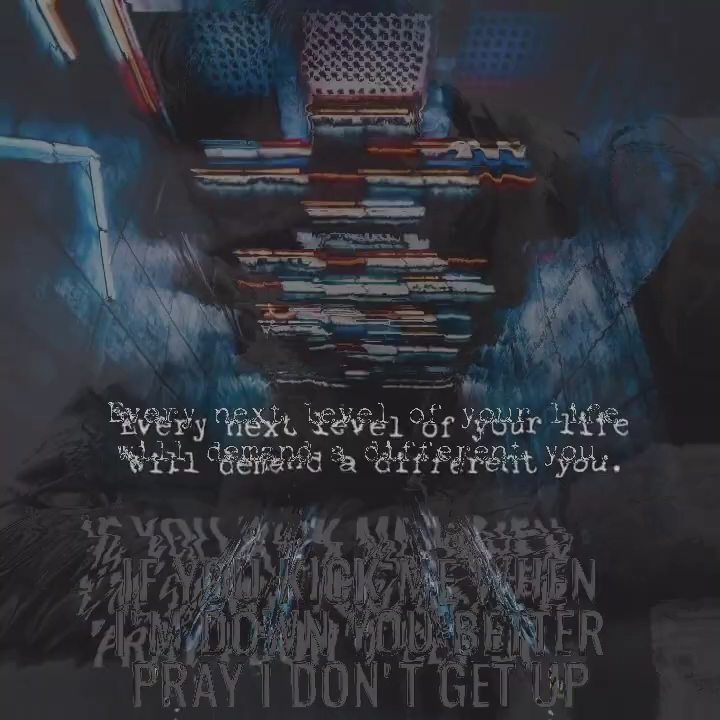 Every next level of your life
will demand a different you.
IF YOU KICK ME WHEN
I'M DOWN YOU BETTER
PRAY I DON'T GET UP